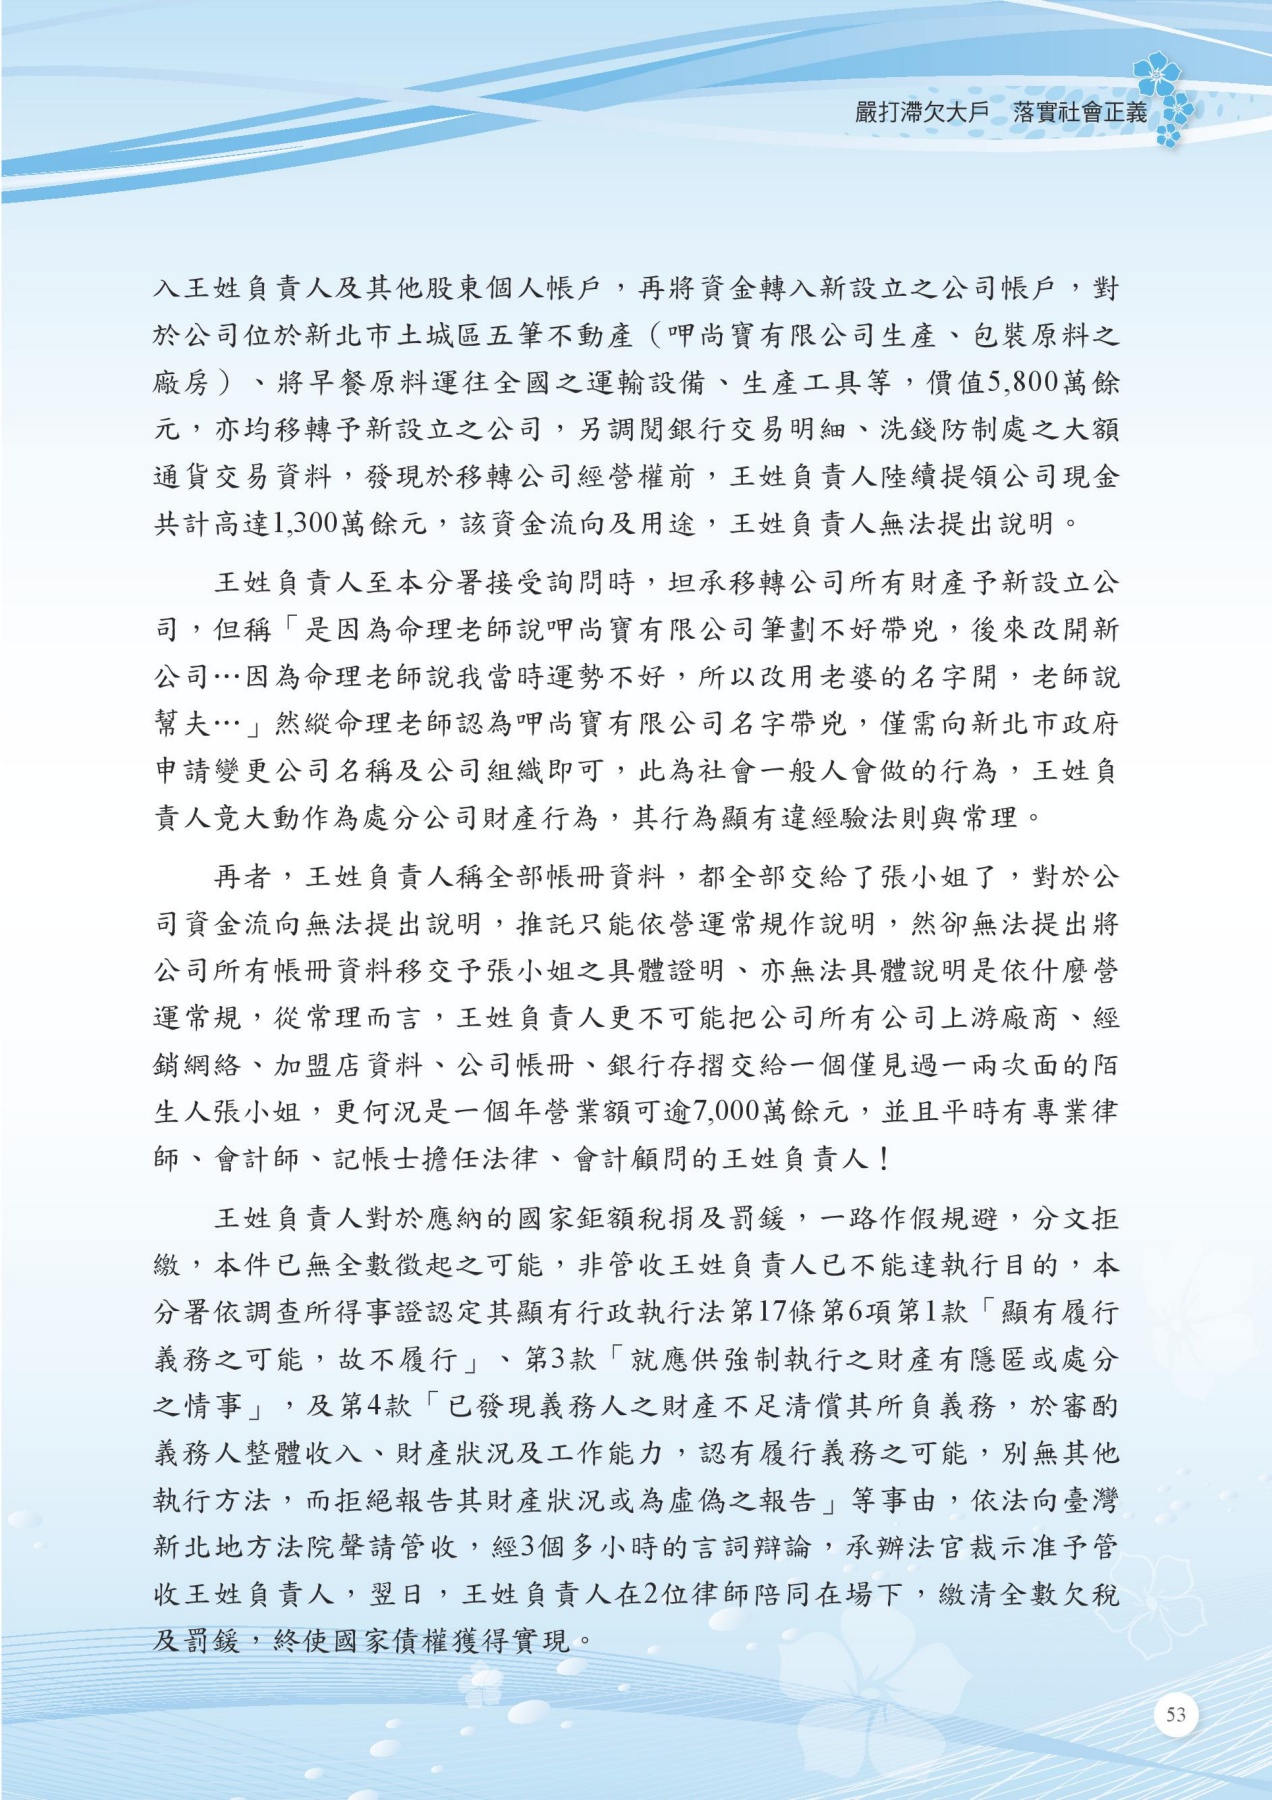 嚴打滯欠大戶　落實社會正義
入王姓負責人及其他股東個人帳戶，再將資金轉入新設立之公司帳戶，對
於公司位於新北市土城區五筆不動產（呷尚寶有限公司生產、包裝原料之
廠房）、將早餐原料運往全國之運輸設備、生產工具等，價值5,800萬餘
元，亦均移轉予新設立之公司，另調閱銀行交易明細、洗錢防制處之大額
通貨交易資料，發現於移轉公司經營權前，王姓負責人陸續提領公司現金
共計高達1,300萬餘元，該資金流向及用途，王姓負責人無法提出說明。
王姓負責人至本分署接受詢問時，坦承移轉公司所有財產予新設立公
司，但稱「是因為命理老師說呷尚寶有限公司筆劃不好帶兇，後來改開新
公司…因為命理老師說我當時運勢不好，所以改用老婆的名字開，老師說
幫夫…」然縱命理老師認為呷尚寶有限公司名字帶兇，僅需向新北市政府
申請變更公司名稱及公司組織即可，此為社會一般人會做的行為，王姓負
責人竟大動作為處分公司財產行為，其行為顯有違經驗法則與常理。
再者，王姓負責人稱全部帳冊資料，都全部交給了張小姐了，對於公
司資金流向無法提出說明，推託只能依營運常規作說明，然卻無法提出將
公司所有帳冊資料移交予張小姐之具體證明、亦無法具體說明是依什麼營
運常規，從常理而言，王姓負責人更不可能把公司所有公司上游廠商、經
銷網絡、加盟店資料、公司帳冊、銀行存摺交給一個僅見過一兩次面的陌
生人張小姐，更何況是一個年營業額可逾7,000萬餘元，並且平時有專業律
師、會計師、記帳士擔任法律、會計顧問的王姓負責人！
王姓負責人對於應納的國家鉅額稅捐及罰鍰，一路作假規避，分文拒
繳，本件已無全數徵起之可能，非管收王姓負責人已不能達執行目的，本
分署依調查所得事證認定其顯有行政執行法第17條第6項第1款「顯有履行
義務之可能，故不履行」、第3款「就應供強制執行之財產有隱匿或處分
之情事」，及第4款「已發現義務人之財產不足清償其所負義務，於審酌
義務人整體收入、財產狀況及工作能力，認有履行義務之可能，別無其他
執行方法，而拒絕報告其財產狀況或為虛偽之報告」等事由，依法向臺灣
新北地方法院聲請管收，經3個多小時的言詞辯論，承辦法官裁示准予管
收王姓負責人，翌日，王姓負責人在2位律師陪同在場下，繳清全數欠稅
及罰鍰，終使國家債權獲得實現。
53